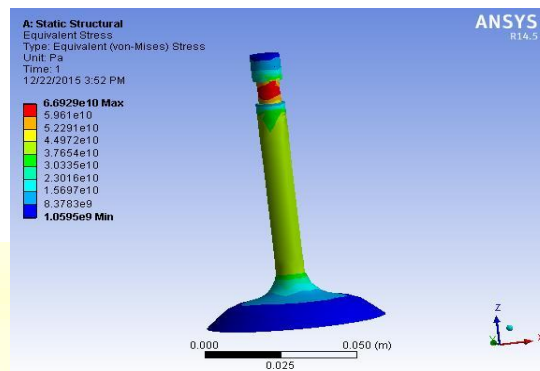 A: Static Structural
Equivalent Stress
Type: Equivalent (von-Mises) Stress
Unit: Pa
Time: 1
12/22/2015 3:52 PM
6.6929e10 Max
5.961e10
5.2291e10
4.4972e10
3.7654e10
3.0335e10
2.3016e10
1.5697e10
8.3783e9
1.0595e9 Min
ANSYS
R14.5
0.000
0.050 (m)
0.025
Z
Y
X